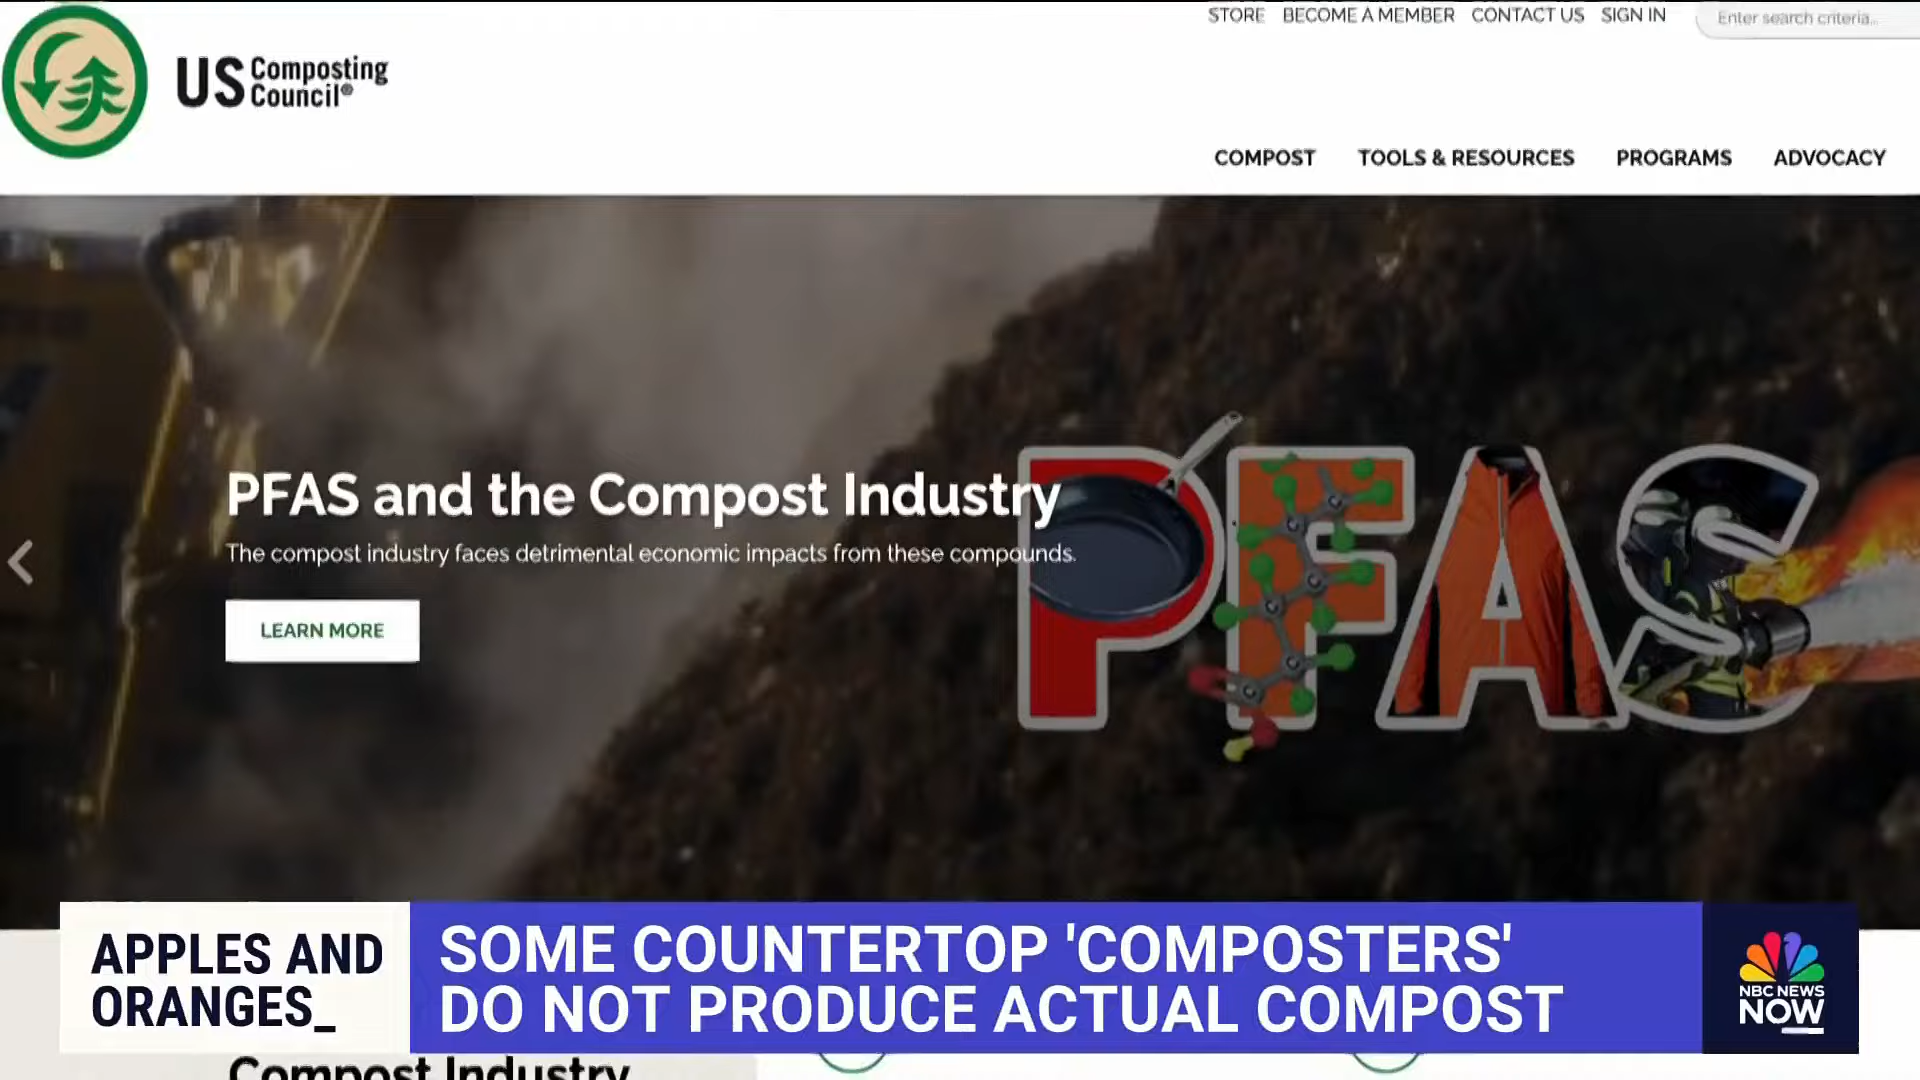 STORE BECOME A MEMBER CONTACT US SIGN IN Enter search criteria...
US Composting
Council®
COMPOST TOOLS & RESOURCES PROGRAMS ADVOCACY
PFAS and the Compost Industry
The compost industry faces detrimental economic impacts from these compounds.
LEARN MORE
PFAS
APPLES AND
ORANGES_
SOME COUNTERTOP 'COMPOSTERS'
DO NOT PRODUCE ACTUAL COMPOST
NBC NEWS
NOW
Compost Industry